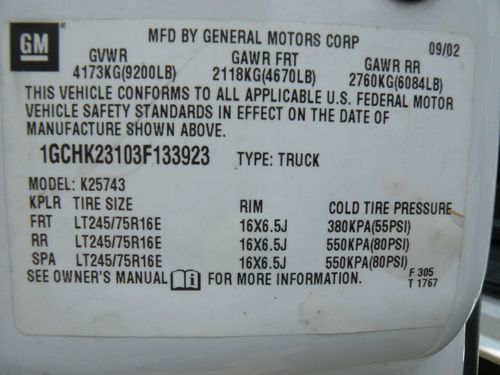 GM
MFD BY GENERAL MOTORS CORP 09/02
GVWR GAWR FRT GAWR RR
4173KG(9200LB) 2118KG(4670LB) 2760KG(6084LB)
THIS VEHICLE CONFORMS TO ALL APPLICABLE U.S. FEDERAL MOTOR
VEHICLE SAFETY STANDARDS IN EFFECT ON THE DATE OF
MANUFACTURE SHOWN ABOVE.
1GCHK23103F133923 TYPE: TRUCK
MODEL: K25743
KPLR TIRE SIZE RIM COLD TIRE PRESSURE
FRT LT245/75R16E 16X6.5J 380KPA(55PSI)
RR LT245/75R16E 16X6.5J 550KPA(80PSI)
SPA LT245/75R16E 16X6.5J 550KPA(80PSI)
SEE OWNER'S MANUAL i FOR MORE INFORMATION. F 305
T 1767